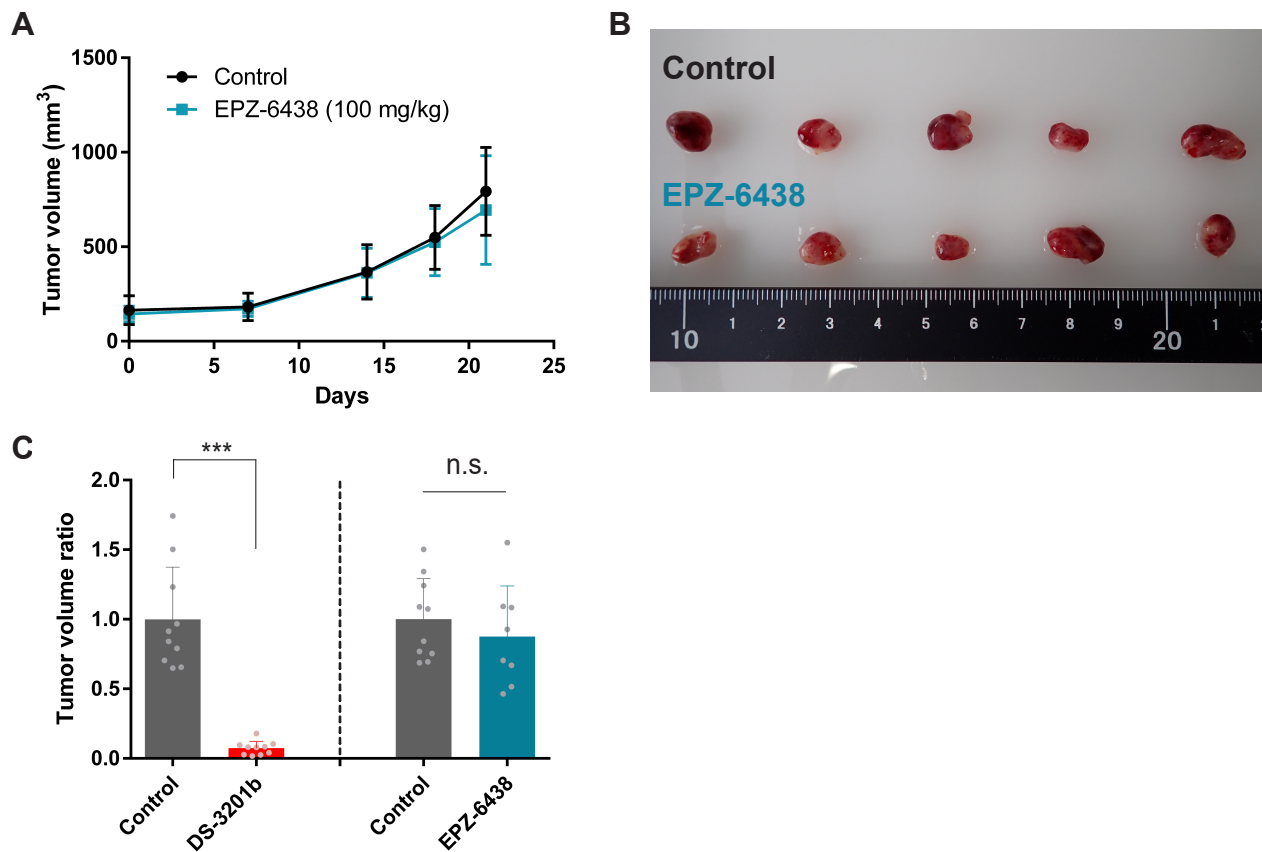 A
Tumor volume (mm³)
1500
1000
500
0
0 5 10 15 20 25
Days
Control
EPZ-6438 (100 mg/kg)
B
Control
EPZ-6438
10 1 2 3 4 5 6 7 8 9 20 1
C
***
n.s.
Tumor volume ratio
2.0
1.5
1.0
0.5
0.0
Control
DS-3201b
Control
EPZ-6438